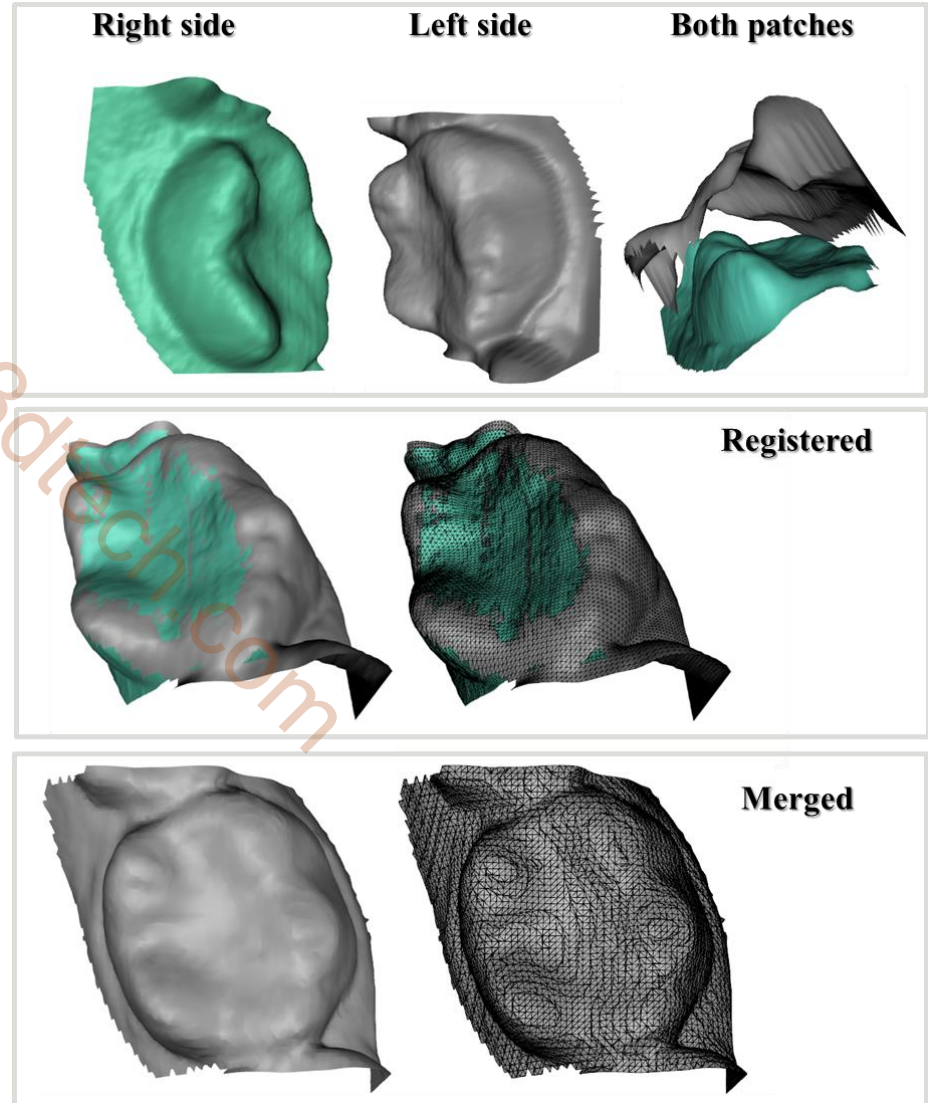 Right side
Left side
Both patches
Registered
Merged
3dtech.com